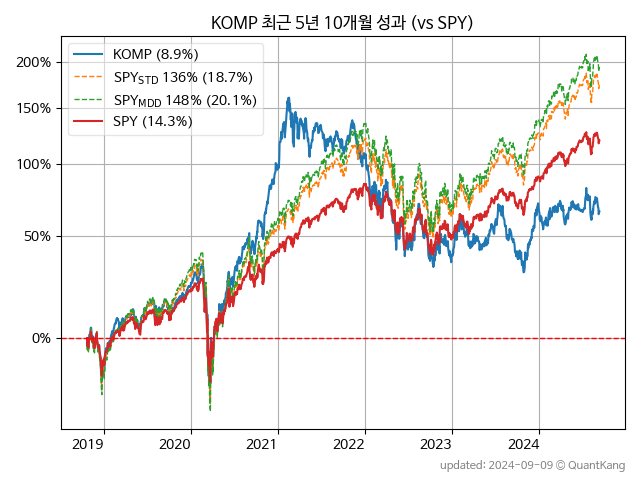 KOMP 최근 5년 10개월 성과 (vs SPY)
KOMP (8.9%)
SPY_STD 136% (18.7%)
SPY_MDD 148% (20.1%)
SPY (14.3%)
200%
150%
100%
50%
0%
2019 2020 2021 2022 2023 2024
updated: 2024-09-09 © QuantKang